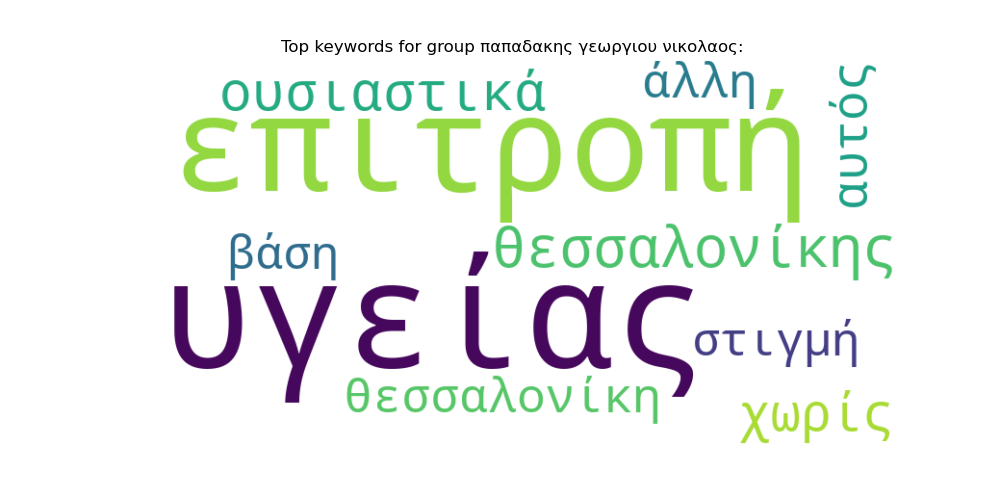 Top keywords for group παπαδακης γεωργιου νικολαος:
ουσιαστικά
άλλη
αυτός
επιτροπή
βάση
θεσσαλονίκης
υγείας
στιγμή
θεσσαλονίκη
χωρίς